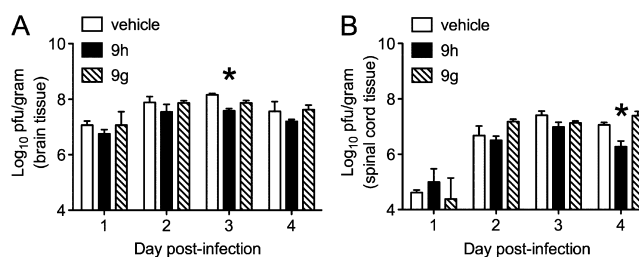 A
vehicle
9h
9g
Log10 pfu/gram
(brain tissue)
10
8
6
4
*
1 2 3 4
Day post-infection
B
vehicle
9h
9g
Log10 pfu/gram
(spinal cord tissue)
10
8
6
4
*
1 2 3 4
Day post-infection